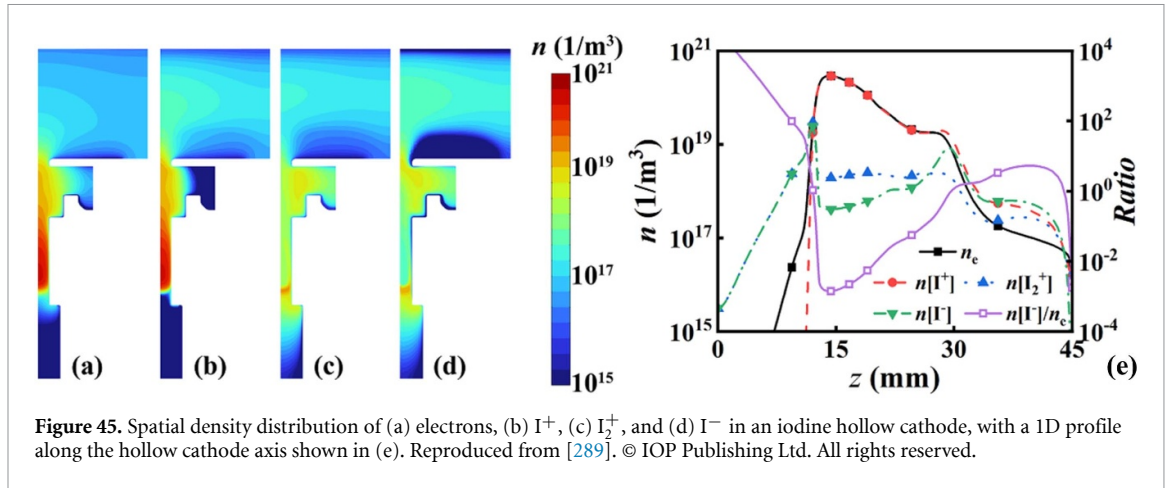 n (1/m³)
10²¹
10¹⁹
10¹⁷
10¹⁵
(a)
(b)
(c)
(d)
n (1/m³)
10²¹
10¹⁹
10¹⁷
10¹⁵
0
15
30
45
z (mm)
Ratio
10⁴
10²
10⁰
10⁻²
10⁻⁴
nₑ
n[I⁺]
n[I₂⁺]
n[I⁻]
n[I⁻]/nₑ
(e)
Figure 45. Spatial density distribution of (a) electrons, (b) I⁺, (c) I₂⁺, and (d) I⁻ in an iodine hollow cathode, with a 1D profile
along the hollow cathode axis shown in (e). Reproduced from [289]. © IOP Publishing Ltd. All rights reserved.